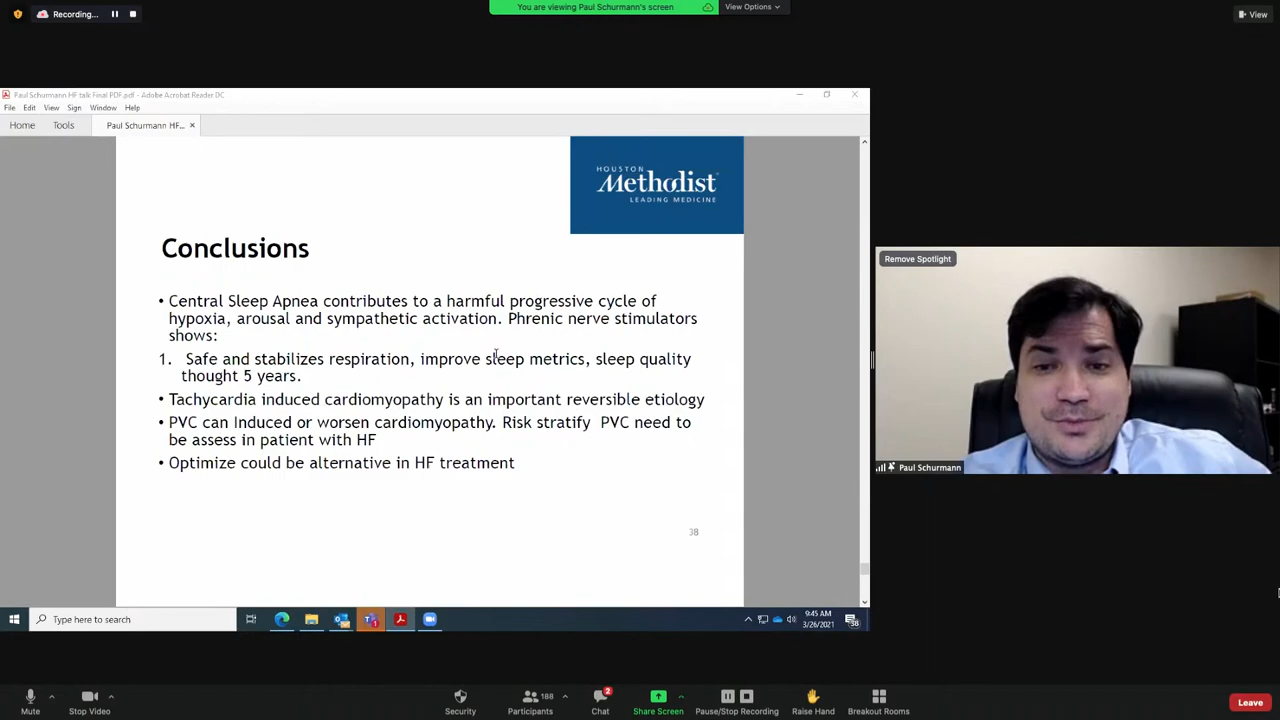 Recording...
You are viewing Paul Schurmann's screen
View Options
View
Paul Schurmann HF talk Final PDF.pdf - Adobe Acrobat Reader DC
File Edit View Sign Window Help
Home Tools Paul Schurmann HF... ×
HOUSTON
Methodist
LEADING MEDICINE
Conclusions
• Central Sleep Apnea contributes to a harmful progressive cycle of
hypoxia, arousal and sympathetic activation. Phrenic nerve stimulators
shows:
1. Safe and stabilizes respiration, improve sleep metrics, sleep quality
thought 5 years.
• Tachycardia induced cardiomyopathy is an important reversible etiology
• PVC can Induced or worsen cardiomyopathy. Risk stratify PVC need to
be assess in patient with HF
• Optimize could be alternative in HF treatment
38
Remove Spotlight
Paul Schurmann
Type here to search
9:45 AM
3/26/2021
38
Mute
Stop Video
Security
Participants 188
Chat 2
Share Screen
Pause/Stop Recording
Raise Hand
Breakout Rooms
Leave